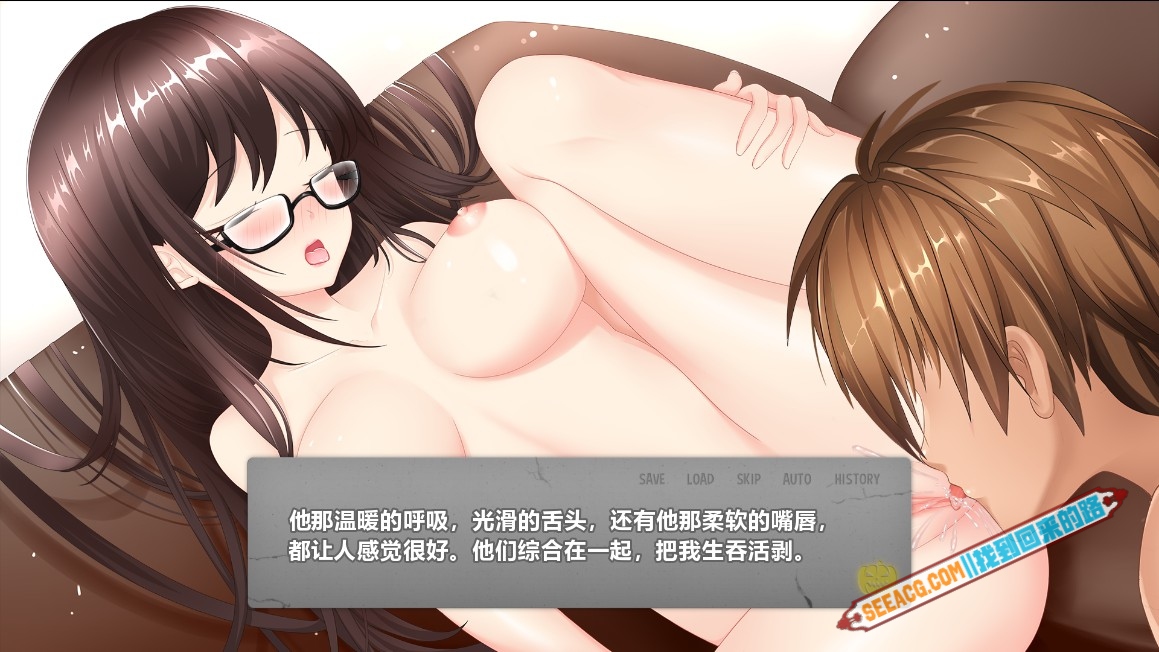 SAVE LOAD SKIP AUTO HISTORY
他那温暖的呼吸，光滑的舌头，还有他那柔软的嘴唇，
都让人感觉很好。他们综合在一起，把我生吞活剥。
SEEACG.COM||找到回来的路